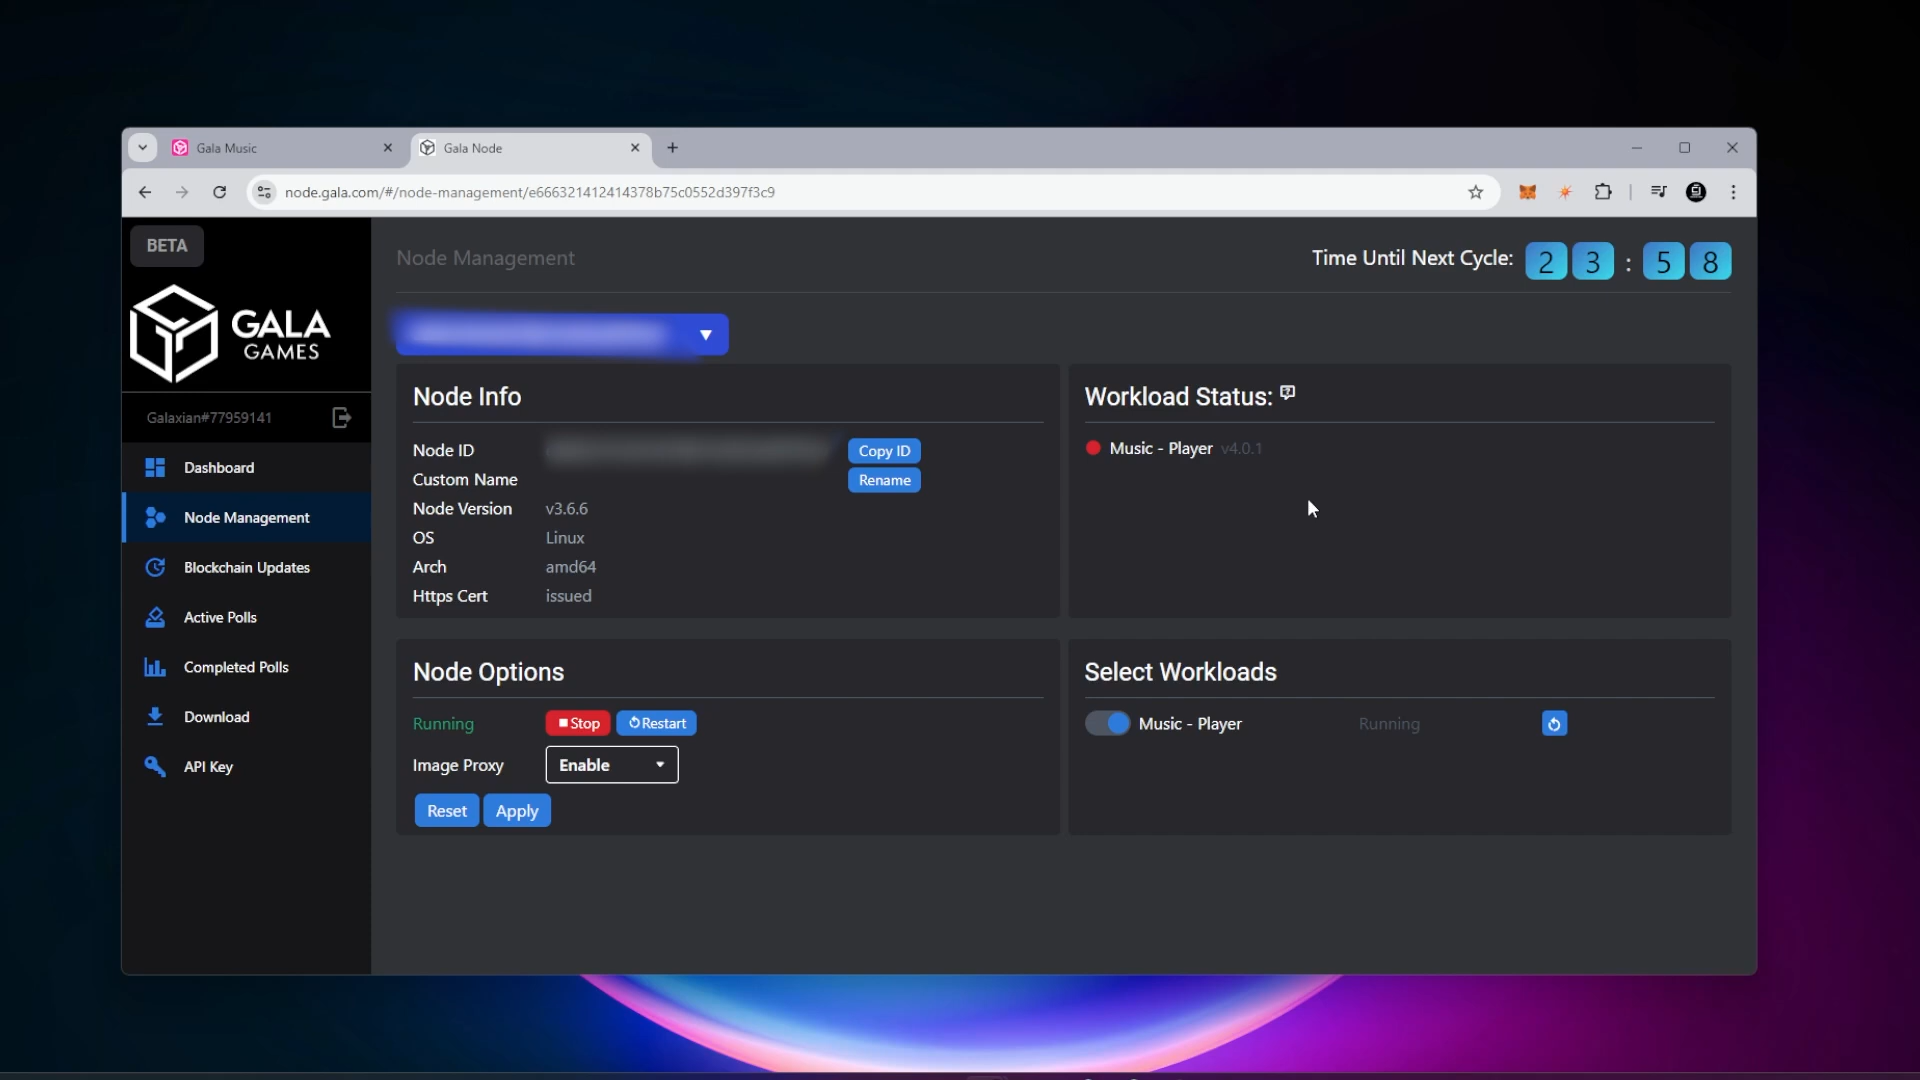 Gala Music
Gala Node
node.gala.com/#/node-management/e666321412414378b75c0552d397f3c9
BETA
GALA
GAMES
Galaxian#77959141
Dashboard
Node Management
Blockchain Updates
Active Polls
Completed Polls
Download
API Key
Node Management
Time Until Next Cycle: 23:58
Node Info
Node ID Copy ID
Custom Name Rename
Node Version v3.6.6
OS Linux
Arch amd64
Https Cert issued
Workload Status:
Music - Player v4.0.1
Node Options
Running Stop Restart
Image Proxy Enable
Reset Apply
Select Workloads
Music - Player Running